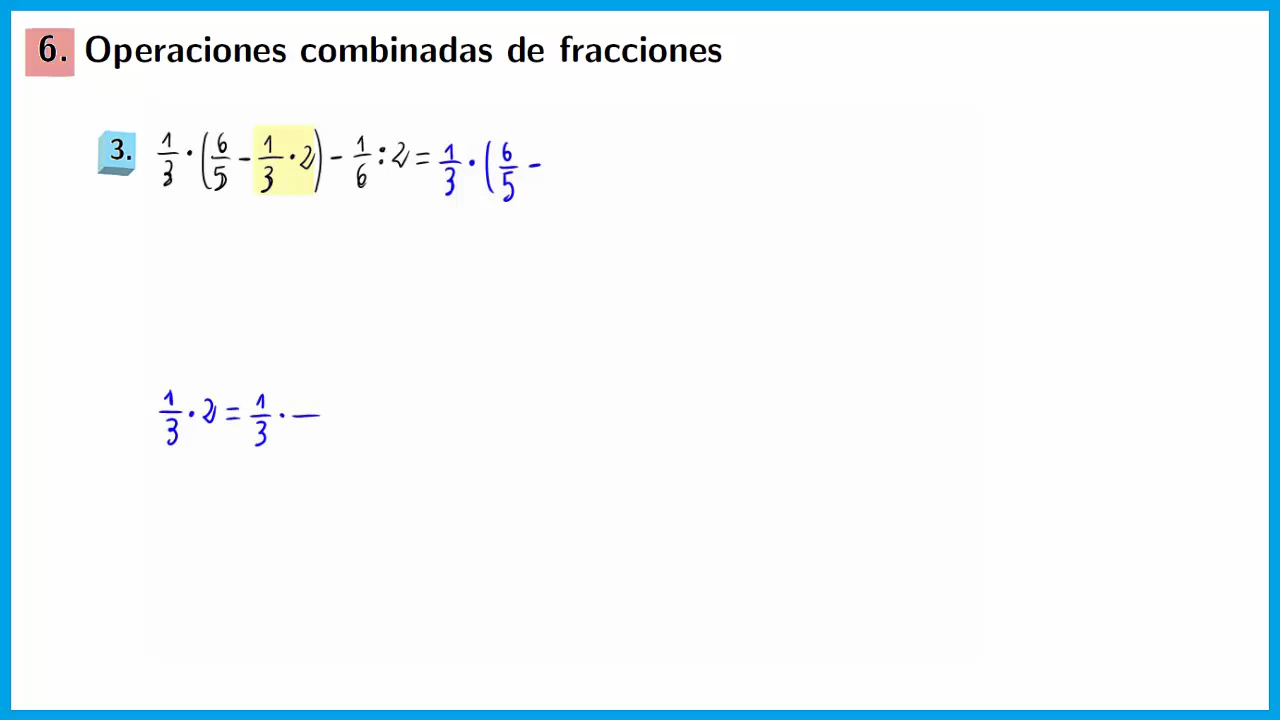 6. Operaciones combinadas de fracciones
3. 1/3 · (6/5 - 1/3 · 2) - 1/6 : 2 = 1/3 · (6/5 -
1/3 · 2 = 1/3 · —